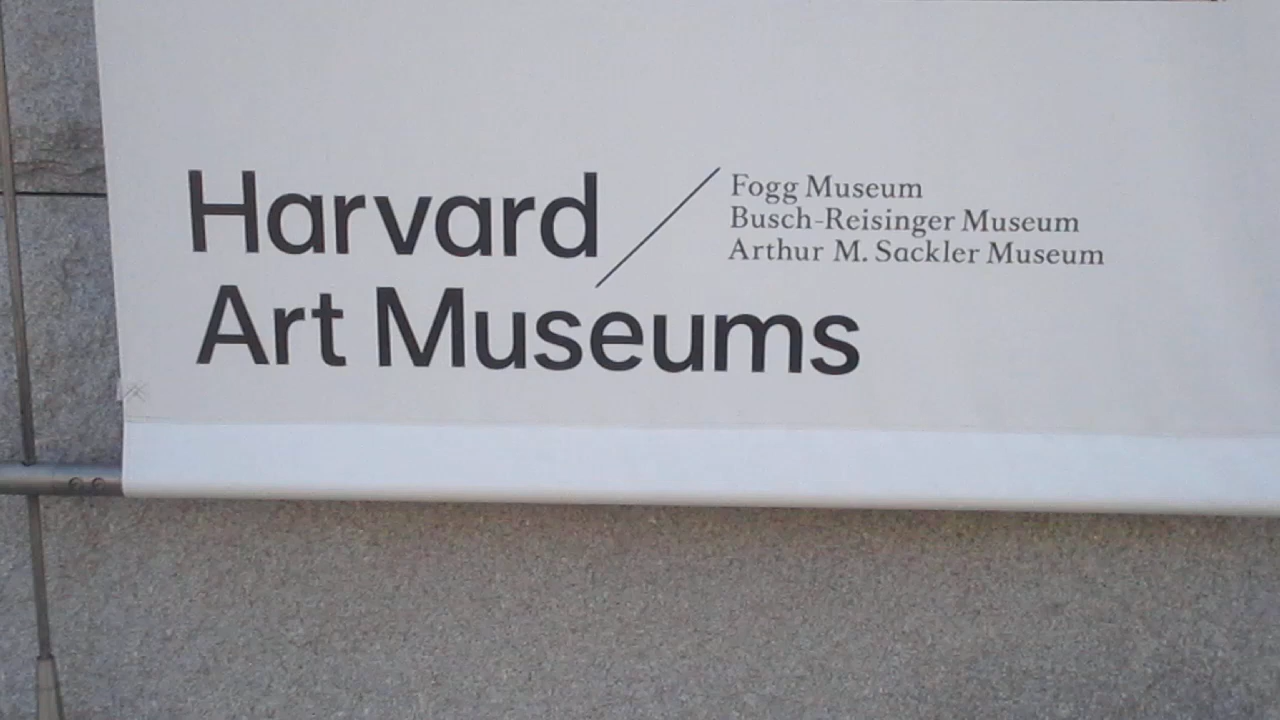 Harvard
Art Museums
Fogg Museum
Busch-Reisinger Museum
Arthur M. Sackler Museum